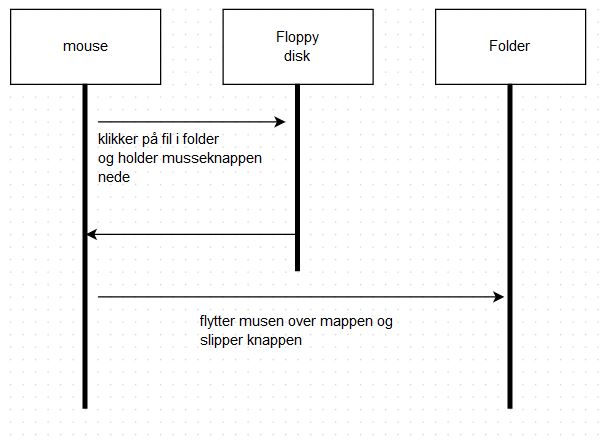 mouse
Floppy
disk
Folder
klikker på fil i folder
og holder musseknappen
nede
flytter musen over mappen og
slipper knappen